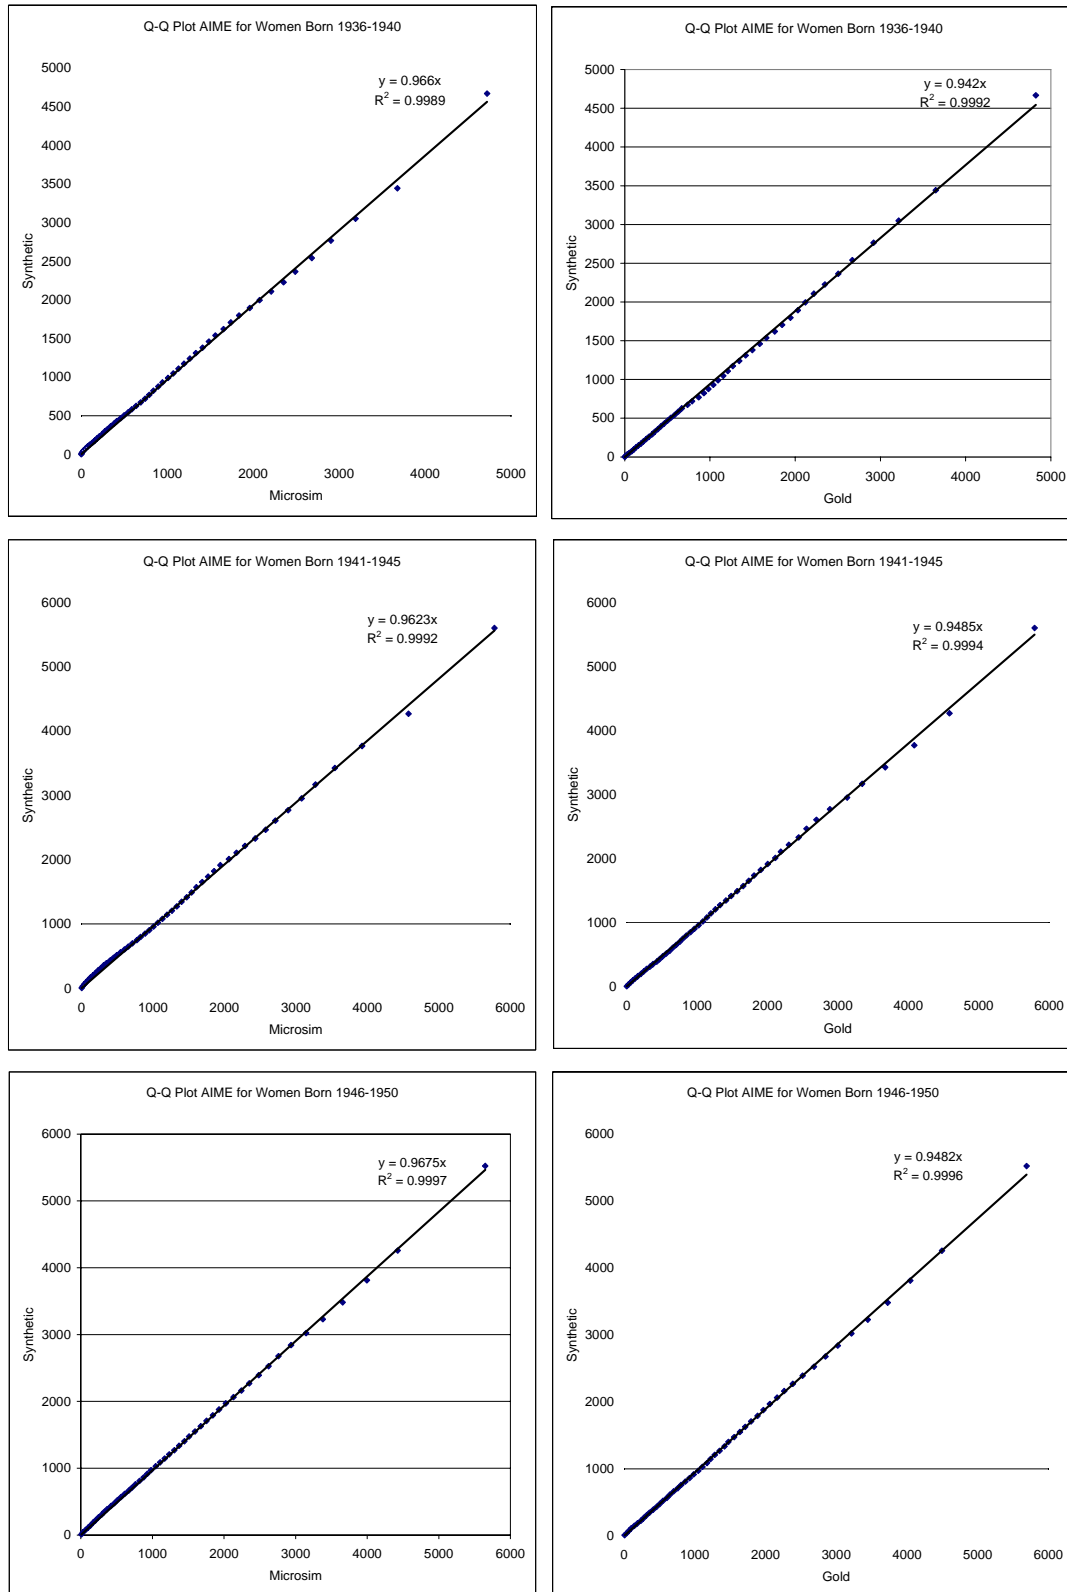 Q-Q Plot AIME for Women Born 1936-1940
y = 0.966x
R² = 0.9989
5000
4500
4000
3500
3000
2500
2000
1500
1000
500
0
Synthetic
0 1000 2000 3000 4000 5000
Microsim
Q-Q Plot AIME for Women Born 1936-1940
y = 0.942x
R² = 0.9992
5000
4500
4000
3500
3000
2500
2000
1500
1000
500
0
Synthetic
0 1000 2000 3000 4000 5000
Gold
Q-Q Plot AIME for Women Born 1941-1945
y = 0.9623x
R² = 0.9992
6000
5000
4000
3000
2000
1000
0
Synthetic
0 1000 2000 3000 4000 5000 6000
Microsim
Q-Q Plot AIME for Women Born 1941-1945
y = 0.9485x
R² = 0.9994
6000
5000
4000
3000
2000
1000
0
Synthetic
0 1000 2000 3000 4000 5000 6000
Gold
Q-Q Plot AIME for Women Born 1946-1950
y = 0.9675x
R² = 0.9997
6000
5000
4000
3000
2000
1000
0
Synthetic
0 1000 2000 3000 4000 5000 6000
Microsim
Q-Q Plot AIME for Women Born 1946-1950
y = 0.9482x
R² = 0.9996
6000
5000
4000
3000
2000
1000
0
Synthetic
0 1000 2000 3000 4000 5000 6000
Gold